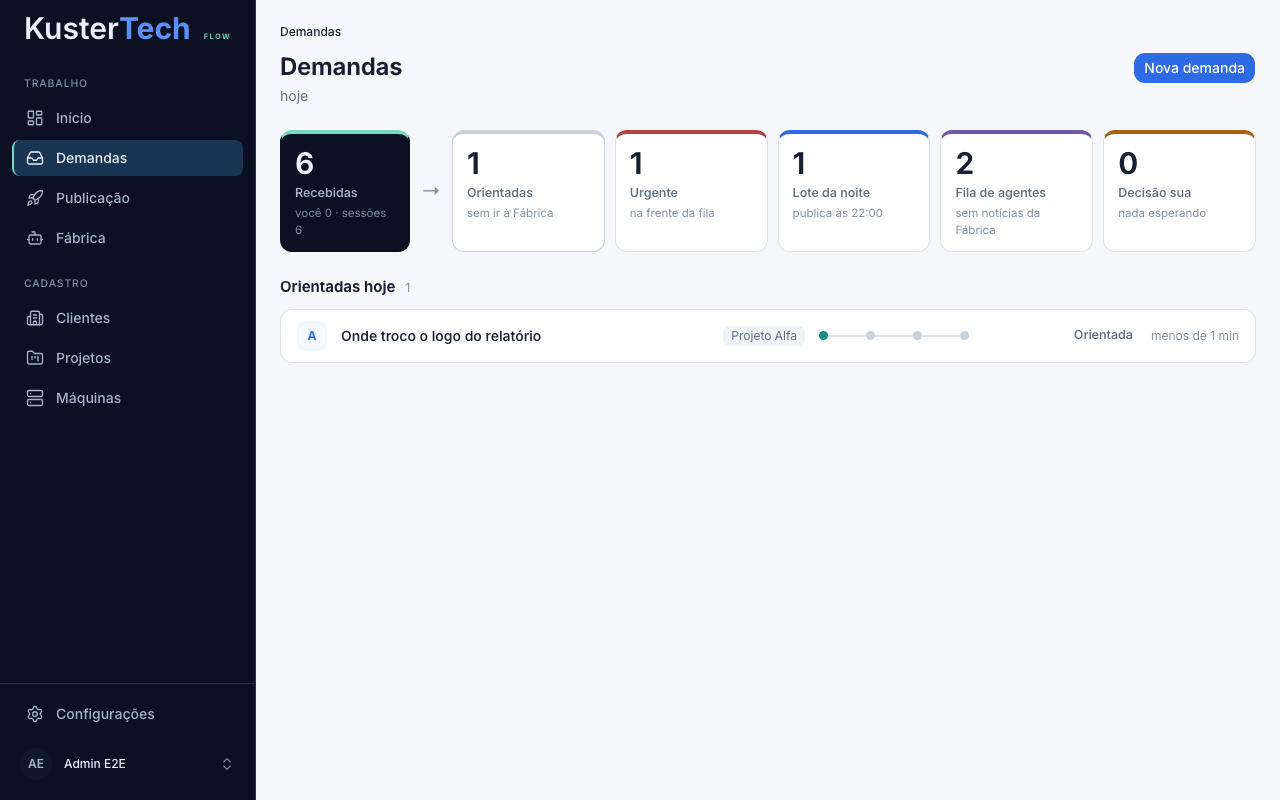 KusterTech FLOW
TRABALHO
Início
Demandas
Publicação
Fábrica
CADASTRO
Clientes
Projetos
Máquinas
Configurações
AE Admin E2E
Demandas
Demandas
hoje
Nova demanda
6
Recebidas
você 0 · sessões
6
→
1
Orientadas
sem ir à Fábrica
1
Urgente
na frente da fila
1
Lote da noite
publica às 22:00
2
Fila de agentes
sem notícias da
Fábrica
0
Decisão sua
nada esperando
Orientadas hoje 1
A Onde troco o logo do relatório Projeto Alfa Orientada menos de 1 min